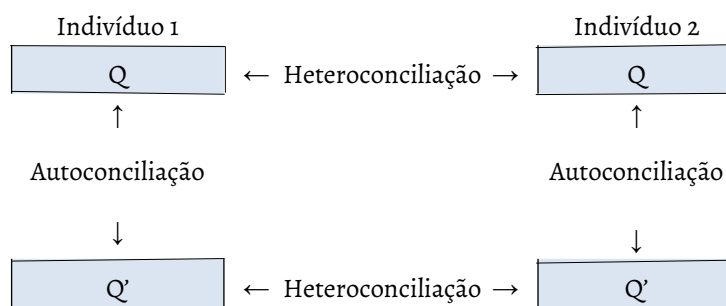 Indivíduo 1 Indivíduo 2
Q ← Heteroconciliação → Q
↑ ↑
Autoconciliação Autoconciliação
↓ ↓
Q’ ← Heteroconciliação → Q’